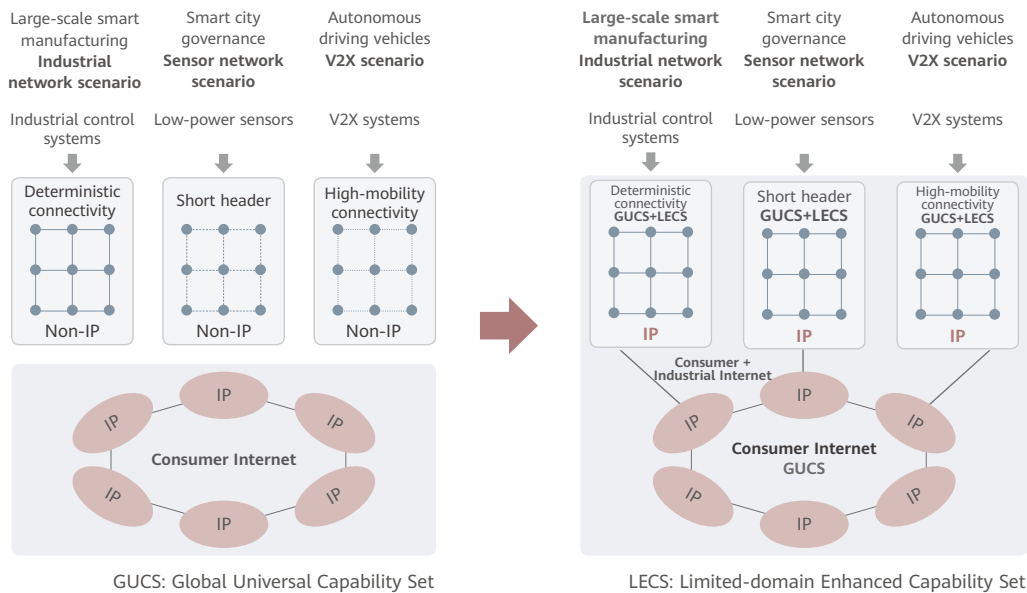 Large-scale smart
manufacturing
Industrial
network scenario
Smart city
governance
Sensor network
scenario
Autonomous
driving vehicles
V2X scenario
Industrial control
systems
Low-power sensors
V2X systems
Deterministic
connectivity
Non-IP
Short header
Non-IP
High-mobility
connectivity
Non-IP
IP
IP
IP
Consumer Internet
IP
IP
IP
GUCS: Global Universal Capability Set
Large-scale smart
manufacturing
Industrial network
scenario
Smart city
governance
Sensor network
scenario
Autonomous
driving vehicles
V2X scenario
Industrial control
systems
Low-power sensors
V2X systems
Deterministic
connectivity
GUCS+LECS
IP
Short header
GUCS+LECS
IP
High-mobility
connectivity
GUCS+LECS
IP
Consumer +
Industrial Internet
IP
IP
IP
Consumer Internet
GUCS
IP
IP
IP
LECS: Limited-domain Enhanced Capability Set